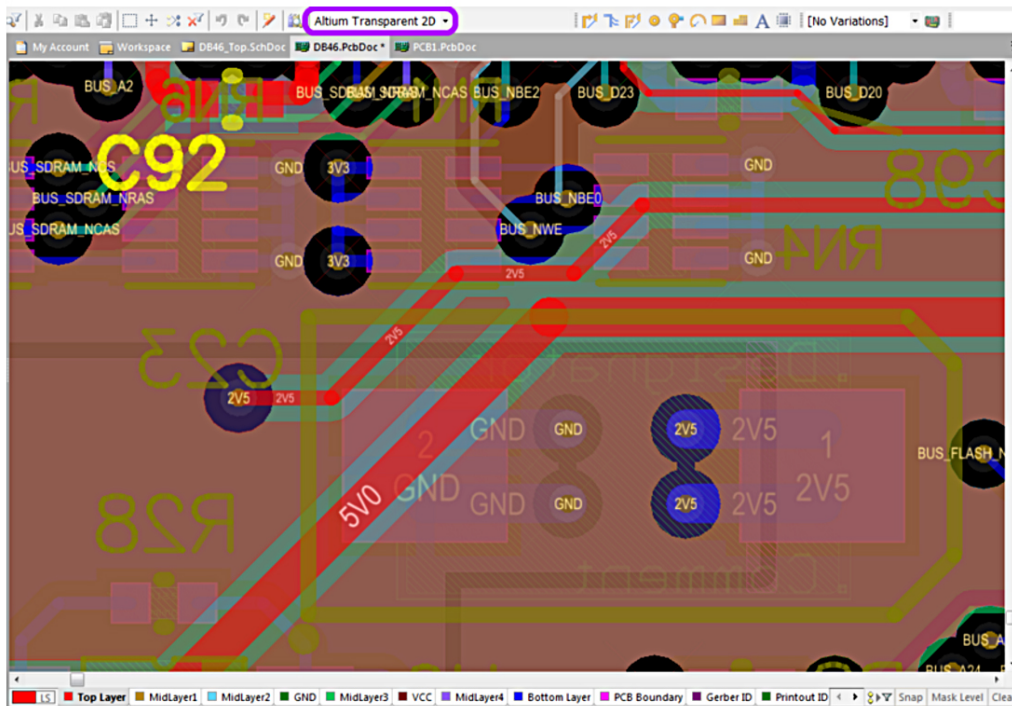 Altium Transparent 2D
[No Variations]
My Account Workspace DB46_Top.SchDoc DB46.PcbDoc * PCB1.PcbDoc
BUS_A2 BUS_NBE2 BUS_D23 BUS_D20
C92 GND 3V3 GND C98
BUS_SDRAM_NRAS BUS_NBE0
BUS_SDRAM_NCAS BUS_NWE
GND 3V3 2V5 GND RN4
2V5
2V5
C23
.Designator
2V5 2V5
2 GND GND 2V5 2V5 1
GND 2V5
5V0 GND GND 2V5 2V5
R28
.Comment
LS Top Layer MidLayer1 MidLayer2 GND MidLayer3 VCC MidLayer4 Bottom Layer PCB Boundary Gerber ID Printout ID Snap Mask Level